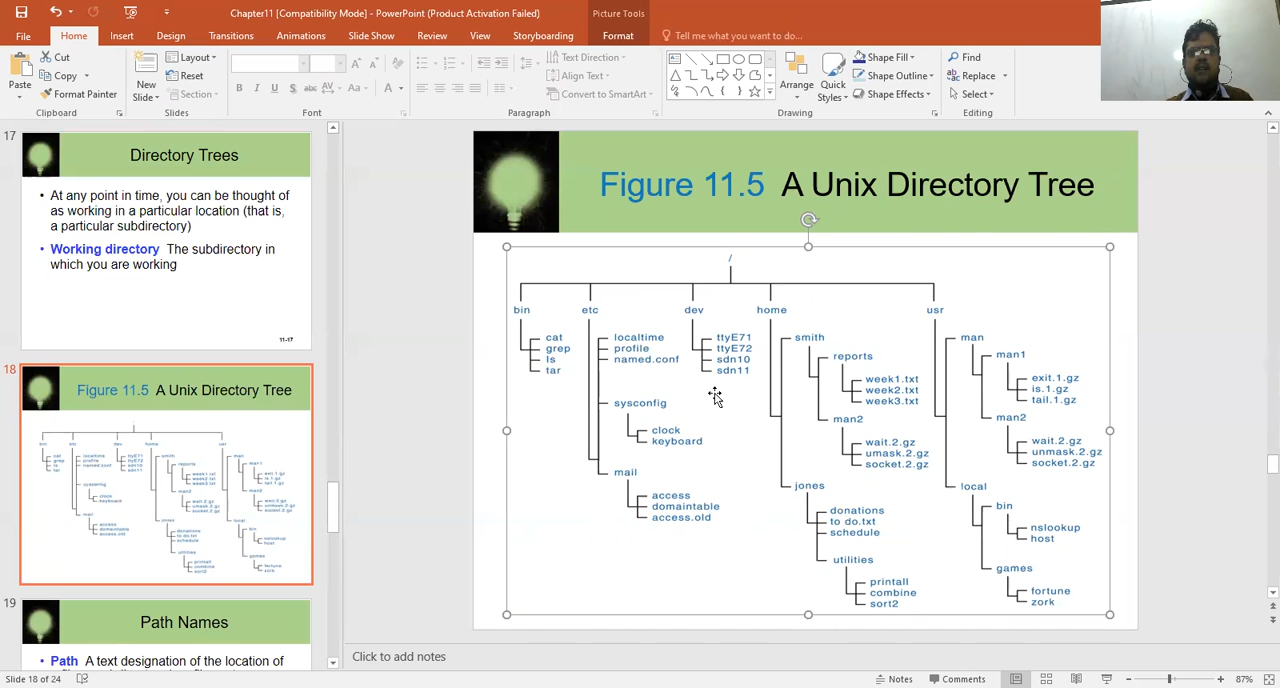 Chapter11 [Compatibility Mode] - PowerPoint (Product Activation Failed)
Picture Tools
File Home Insert Design Transitions Animations Slide Show Review View Storyboarding Format Tell me what you want to do...
Paste
Cut
Copy
Format Painter
Clipboard
New Slide
Layout
Reset
Section
Slides
B I U S abc AV Aa A
Font
Text Direction
Align Text
Convert to SmartArt
Paragraph
Arrange
Quick Styles
Shape Fill
Shape Outline
Shape Effects
Drawing
Find
Replace
Select
Editing
17
Directory Trees
• At any point in time, you can be thought of
as working in a particular location (that is,
a particular subdirectory)
• Working directory The subdirectory in
which you are working
11-17
18
Figure 11.5 A Unix Directory Tree
19
Path Names
• Path A text designation of the location of
Figure 11.5 A Unix Directory Tree
/
bin
cat
grep
ls
tar
etc
localtime
profile
named.conf
sysconfig
clock
keyboard
mail
access
domaintable
access.old
dev
ttyE71
ttyE72
sdn10
sdn11
home
smith
reports
week1.txt
week2.txt
week3.txt
man2
wait.2.gz
umask.2.gz
socket.2.gz
jones
donations
to do.txt
schedule
utilities
printall
combine
sort2
usr
man
man1
exit.1.gz
is.1.gz
tail.1.gz
man2
wait.2.gz
unmask.2.gz
socket.2.gz
local
bin
nslookup
host
games
fortune
zork
Click to add notes
Slide 18 of 24
Notes
Comments
87%